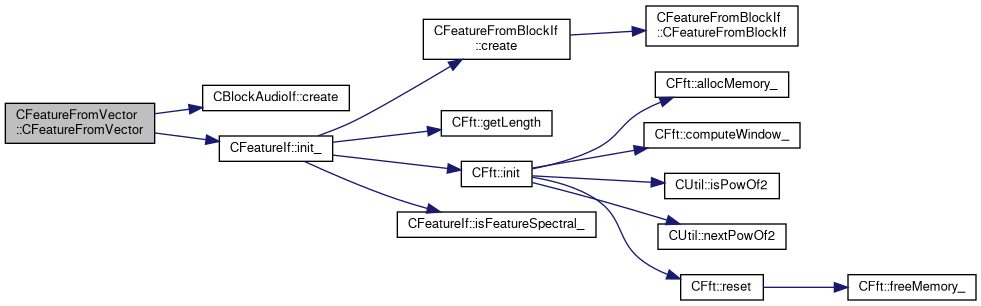 CFeatureFromVector
::CFeatureFromVector
CBlockAudioIf::create
CFeatureIf::init_
CFeatureFromBlockIf
::create
CFeatureFromBlockIf
::CFeatureFromBlockIf
CFft::getLength
CFft::init
CFeatureIf::isFeatureSpectral_
CFft::allocMemory_
CFft::computeWindow_
CUtil::isPowOf2
CUtil::nextPowOf2
CFft::reset
CFft::freeMemory_